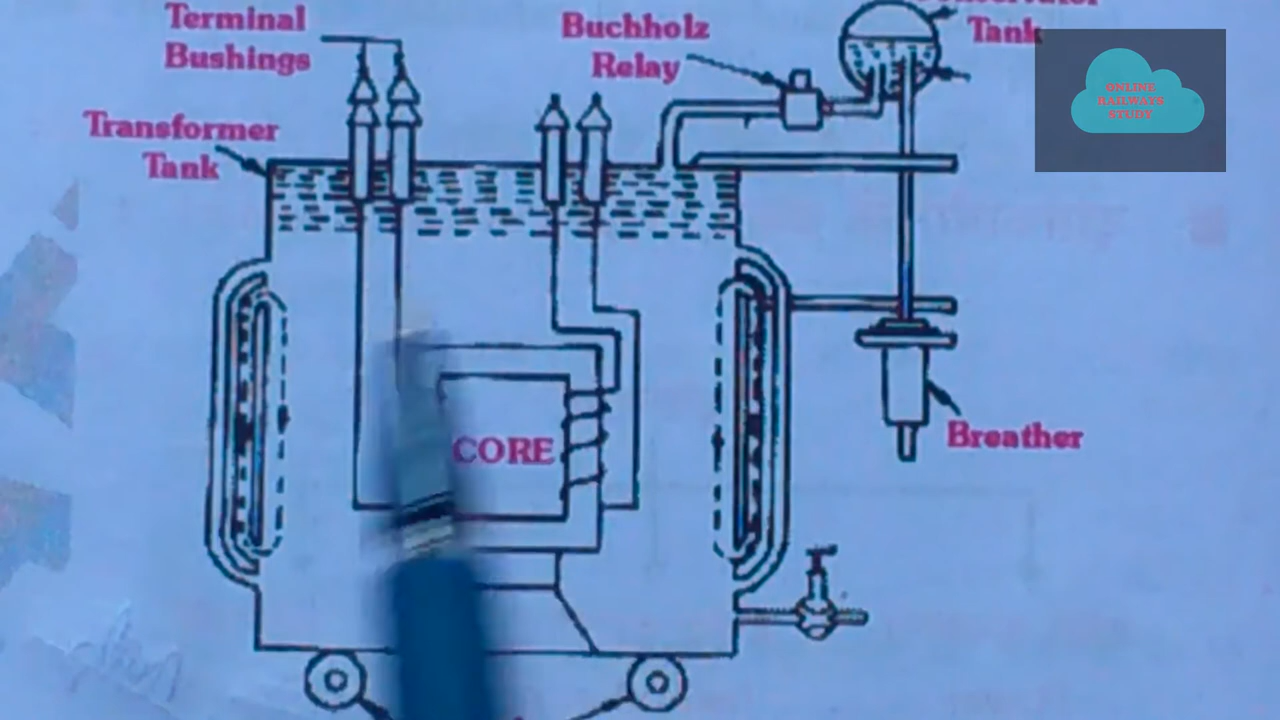 Terminal
Bushings
Buchholz
Relay
Tank
Transformer
Tank
CORE
Breather
ONLINE
RAILWAYS
STUDY